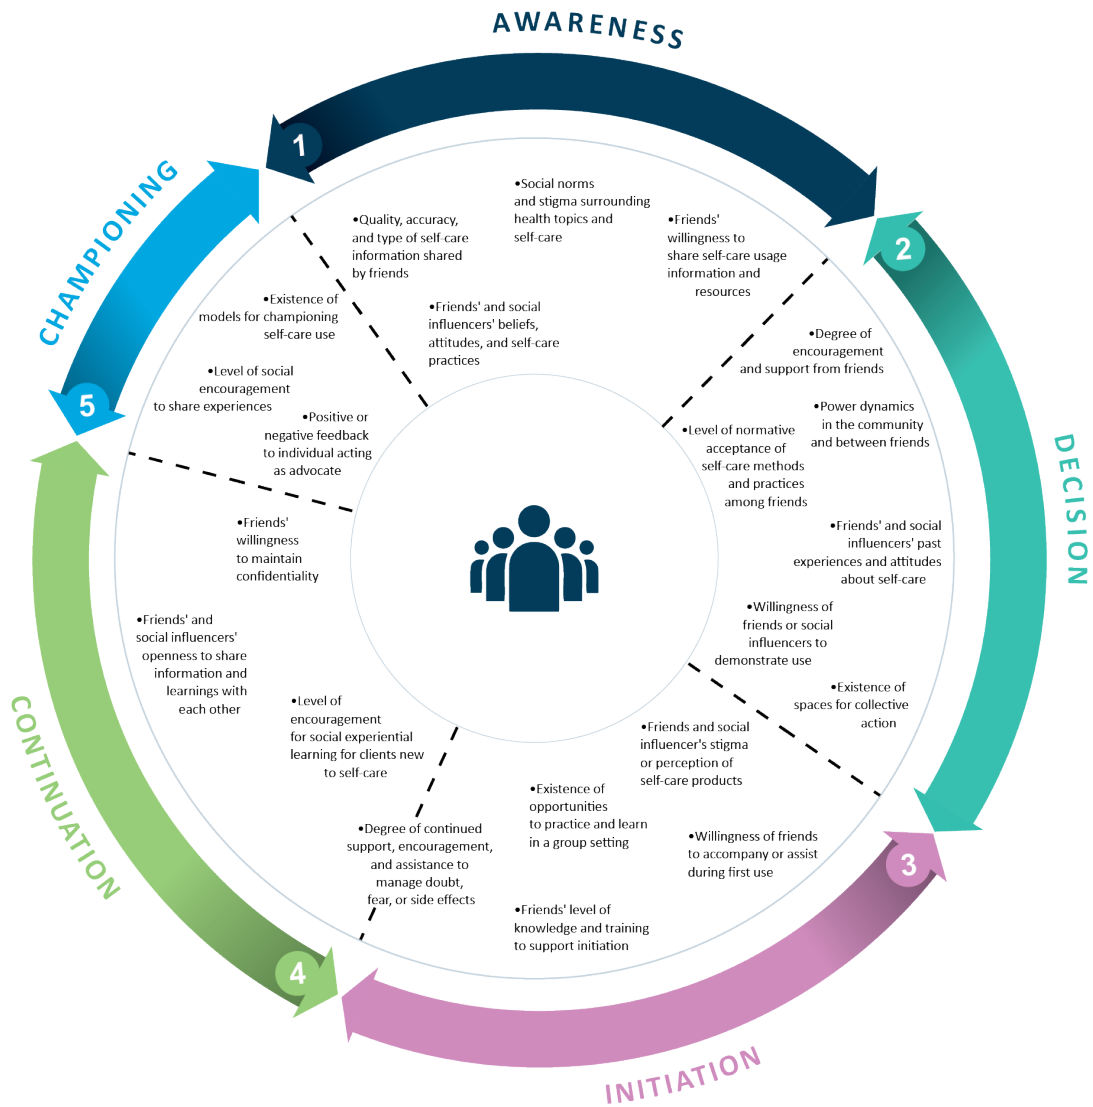 AWARENESS
1
•Quality, accuracy,
and type of self-care
information shared
by friends
•Social norms
and stigma surrounding
health topics and
self-care
•Friends'
willingness to
share self-care usage
information and
resources
•Friends' and social
influencers' beliefs,
attitudes, and self-care
practices
DECISION
2
•Degree of
encouragement
and support from friends
•Power dynamics
in the community
and between friends
•Level of normative
acceptance of
self-care methods
and practices
among friends
•Friends' and social
influencers' past
experiences and attitudes
about self-care
•Willingness of
friends or social
influencers to
demonstrate use
•Existence of
spaces for collective
action
INITIATION
3
•Friends and social
influencer's stigma
or perception of
self-care products
•Existence of
opportunities
to practice and learn
in a group setting
•Willingness of friends
to accompany or assist
during first use
•Friends' level of
knowledge and training
to support initiation
CONTINUATION
4
•Friends'
willingness
to maintain
confidentiality
•Friends' and
social influencers'
openness to share
information and
learnings with
each other
•Level of
encouragement
for social experiential
learning for clients new
to self-care
•Degree of continued
support, encouragement,
and assistance to
manage doubt,
fear, or side effects
CHAMPIONING
5
•Existence of
models for championing
self-care use
•Level of social
encouragement
to share experiences
•Positive or
negative feedback
to individual acting
as advocate